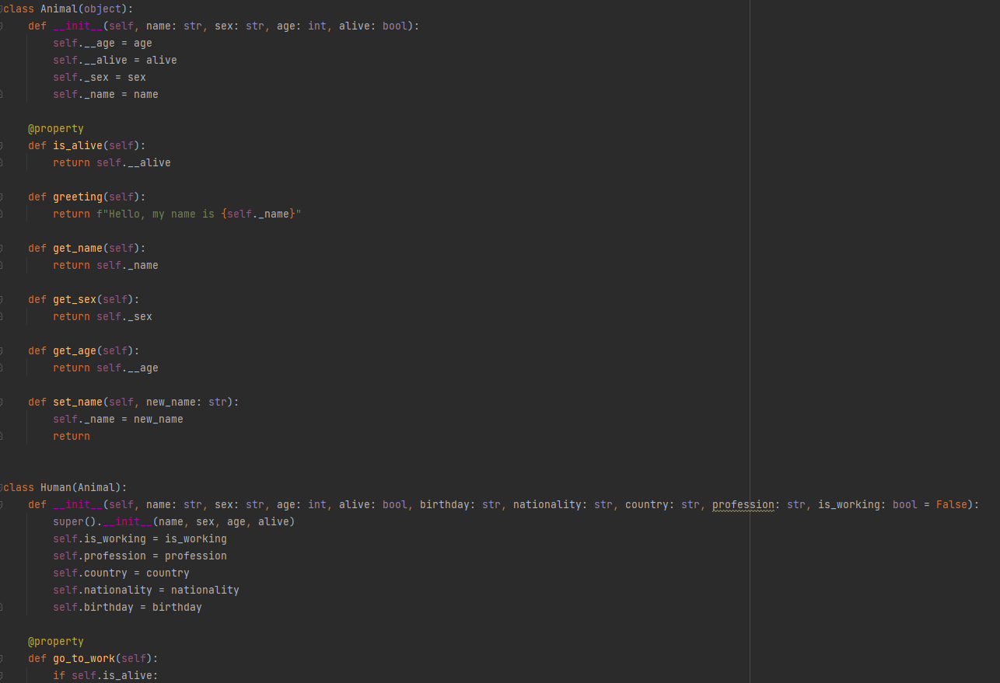 class Animal(object):
    def __init__(self, name: str, sex: str, age: int, alive: bool):
        self.__age = age
        self.__alive = alive
        self._sex = sex
        self._name = name
    @property
    def is_alive(self):
        return self.__alive
    def greeting(self):
        return f"Hello, my name is {self._name}"
    def get_name(self):
        return self._name
    def get_sex(self):
        return self._sex
    def get_age(self):
        return self.__age
    def set_name(self, new_name: str):
        self._name = new_name
        return
class Human(Animal):
    def __init__(self, name: str, sex: str, age: int, alive: bool, birthday: str, nationality: str, country: str, profession: str, is_working: bool = False):
        super().__init__(name, sex, age, alive)
        self.is_working = is_working
        self.profession = profession
        self.country = country
        self.nationality = nationality
        self.birthday = birthday
    @property
    def go_to_work(self):
        if self.is_alive: